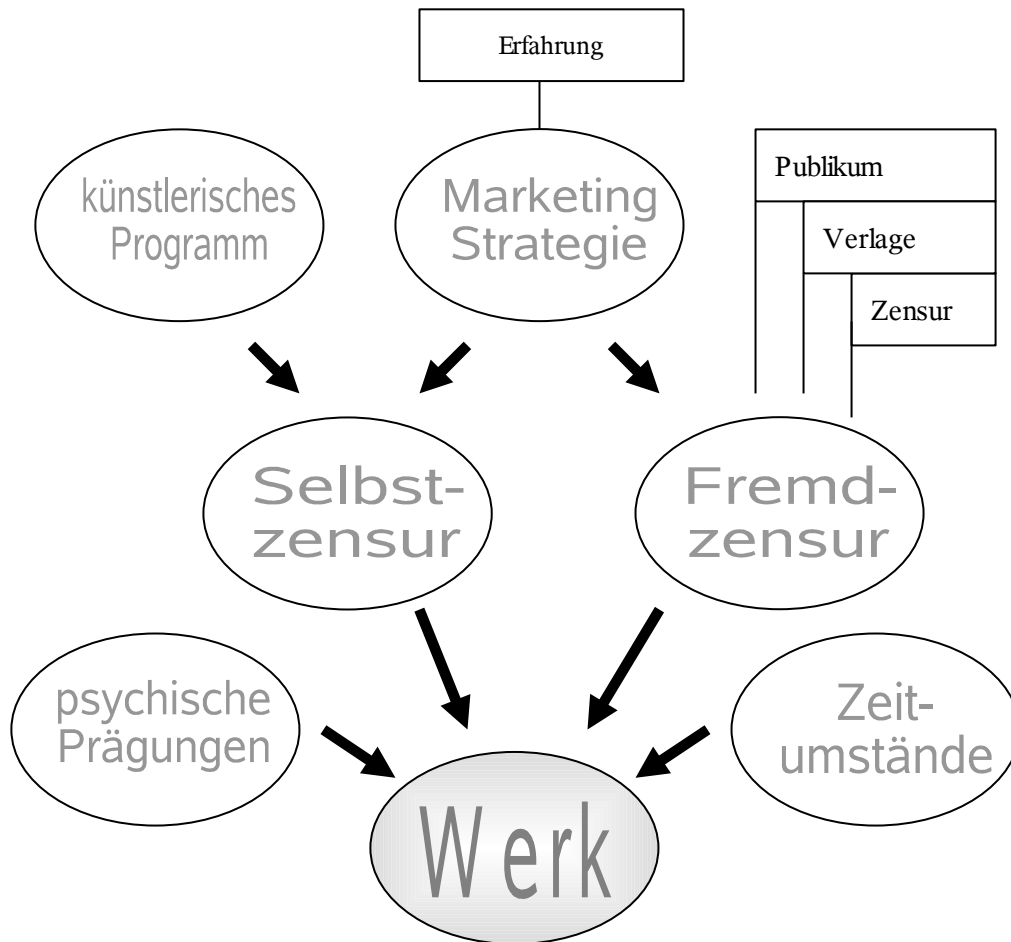 Erfahrung
künstlerisches
Programm
Marketing
Strategie
Publikum
Verlage
Zensur
Selbst-
zensur
Fremd-
zensur
psychische
Prägungen
Zeit-
umstände
Werk